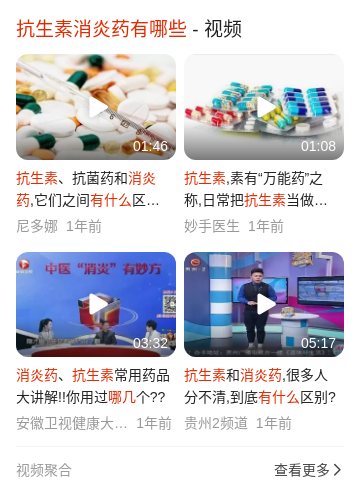 抗生素消炎药有哪些 - 视频
01:46
01:08
抗生素、抗菌药和消炎
药,它们之间有什么区…
尼多娜 1年前
抗生素,素有“万能药”之
称,日常把抗生素当做…
妙手医生 1年前
中医“消炎”有妙方
03:32
05:17
消炎药、抗生素常用药品
大讲解!!你用过哪几个??
安徽卫视健康大… 1年前
抗生素和消炎药,很多人
分不清,到底有什么区别?
贵州2频道 1年前
视频聚合
查看更多